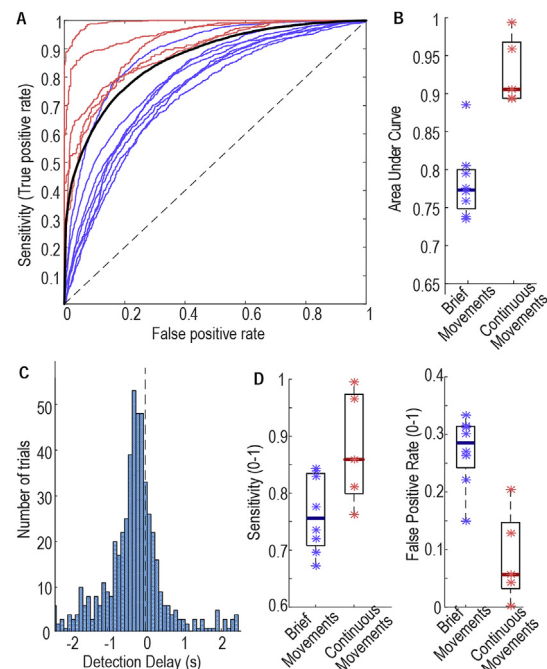 A
Sensitivity (True positive rate)
1
0.9
0.8
0.7
0.6
0.5
0.4
0.3
0.2
0.1
0 0.2 0.4 0.6 0.8 1
False positive rate
B
Area Under Curve
1
0.95
0.9
0.85
0.8
0.75
0.7
0.65
Brief
Movements
Continuous
Movements
C
Number of trials
50
40
30
20
10
0
-2 -1 0 1 2
Detection Delay (s)
D
Sensitivity (0-1)
1
0.9
0.8
0.7
0.6
Brief
Movements
Continuous
Movements
False Positive Rate (0-1)
0.4
0.3
0.2
0.1
0
Brief
Movements
Continuous
Movements